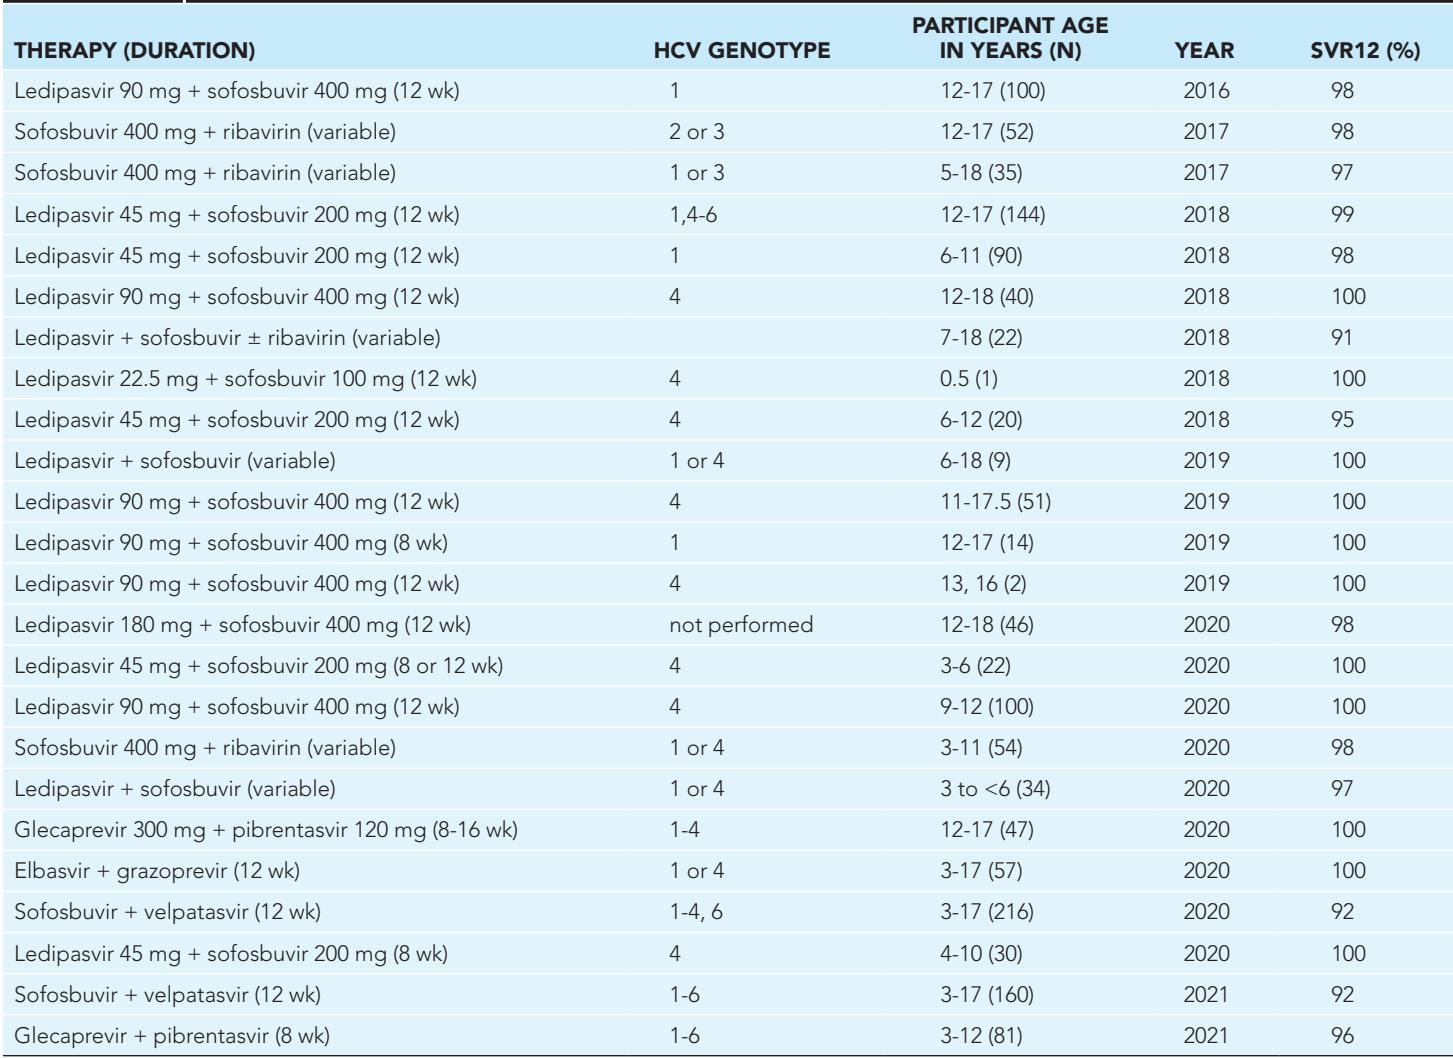 THERAPY (DURATION) HCV GENOTYPE PARTICIPANT AGE IN YEARS (N) YEAR SVR12 (%)
Ledipasvir 90 mg + sofosbuvir 400 mg (12 wk) 1 12-17 (100) 2016 98
Sofosbuvir 400 mg + ribavirin (variable) 2 or 3 12-17 (52) 2017 98
Sofosbuvir 400 mg + ribavirin (variable) 1 or 3 5-18 (35) 2017 97
Ledipasvir 45 mg + sofosbuvir 200 mg (12 wk) 1,4-6 12-17 (144) 2018 99
Ledipasvir 45 mg + sofosbuvir 200 mg (12 wk) 1 6-11 (90) 2018 98
Ledipasvir 90 mg + sofosbuvir 400 mg (12 wk) 4 12-18 (40) 2018 100
Ledipasvir + sofosbuvir ± ribavirin (variable) 7-18 (22) 2018 91
Ledipasvir 22.5 mg + sofosbuvir 100 mg (12 wk) 4 0.5 (1) 2018 100
Ledipasvir 45 mg + sofosbuvir 200 mg (12 wk) 4 6-12 (20) 2018 95
Ledipasvir + sofosbuvir (variable) 1 or 4 6-18 (9) 2019 100
Ledipasvir 90 mg + sofosbuvir 400 mg (12 wk) 4 11-17.5 (51) 2019 100
Ledipasvir 90 mg + sofosbuvir 400 mg (8 wk) 1 12-17 (14) 2019 100
Ledipasvir 90 mg + sofosbuvir 400 mg (12 wk) 4 13, 16 (2) 2019 100
Ledipasvir 180 mg + sofosbuvir 400 mg (12 wk) not performed 12-18 (46) 2020 98
Ledipasvir 45 mg + sofosbuvir 200 mg (8 or 12 wk) 4 3-6 (22) 2020 100
Ledipasvir 90 mg + sofosbuvir 400 mg (12 wk) 4 9-12 (100) 2020 100
Sofosbuvir 400 mg + ribavirin (variable) 1 or 4 3-11 (54) 2020 98
Ledipasvir + sofosbuvir (variable) 1 or 4 3 to <6 (34) 2020 97
Glecaprevir 300 mg + pibrentasvir 120 mg (8-16 wk) 1-4 12-17 (47) 2020 100
Elbasvir + grazoprevir (12 wk) 1 or 4 3-17 (57) 2020 100
Sofosbuvir + velpatasvir (12 wk) 1-4, 6 3-17 (216) 2020 92
Ledipasvir 45 mg + sofosbuvir 200 mg (8 wk) 4 4-10 (30) 2020 100
Sofosbuvir + velpatasvir (12 wk) 1-6 3-17 (160) 2021 92
Glecaprevir + pibrentasvir (8 wk) 1-6 3-12 (81) 2021 96